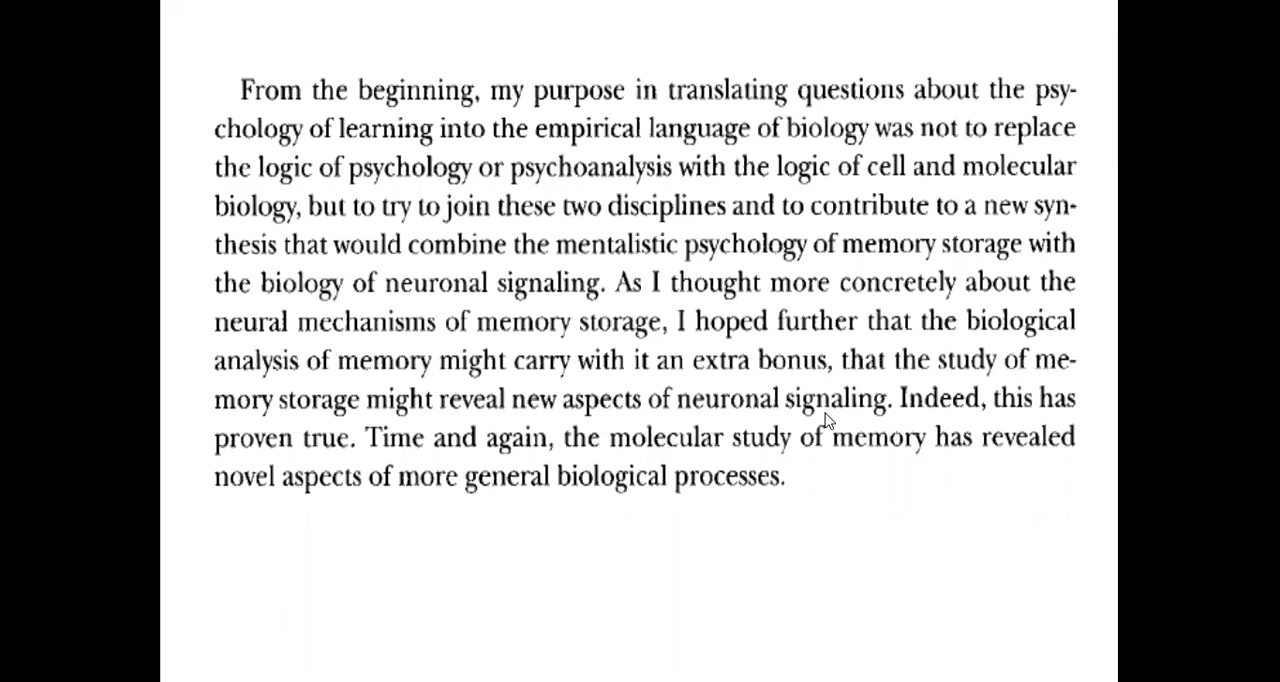 From the beginning, my purpose in translating questions about the psy-
chology of learning into the empirical language of biology was not to replace
the logic of psychology or psychoanalysis with the logic of cell and molecular
biology, but to try to join these two disciplines and to contribute to a new syn-
thesis that would combine the mentalistic psychology of memory storage with
the biology of neuronal signaling. As I thought more concretely about the
neural mechanisms of memory storage, I hoped further that the biological
analysis of memory might carry with it an extra bonus, that the study of me-
mory storage might reveal new aspects of neuronal signaling. Indeed, this has
proven true. Time and again, the molecular study of memory has revealed
novel aspects of more general biological processes.